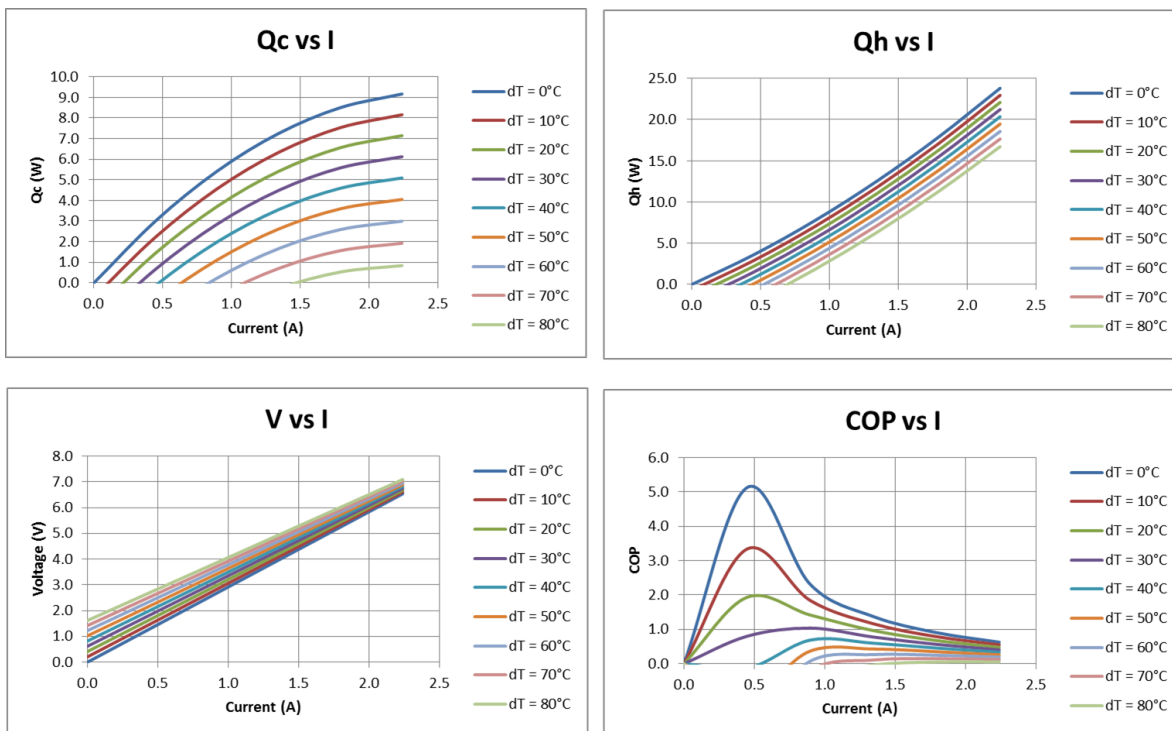 Qc vs I
Qc (W)
10.0
9.0
8.0
7.0
6.0
5.0
4.0
3.0
2.0
1.0
0.0
0.0 0.5 1.0 1.5 2.0 2.5
Current (A)
dT = 0°C
dT = 10°C
dT = 20°C
dT = 30°C
dT = 40°C
dT = 50°C
dT = 60°C
dT = 70°C
dT = 80°C
Qh vs I
Qh (W)
25.0
20.0
15.0
10.0
5.0
0.0
0.0 0.5 1.0 1.5 2.0 2.5
Current (A)
dT = 0°C
dT = 10°C
dT = 20°C
dT = 30°C
dT = 40°C
dT = 50°C
dT = 60°C
dT = 70°C
dT = 80°C
V vs I
Voltage (V)
8.0
7.0
6.0
5.0
4.0
3.0
2.0
1.0
0.0
0.0 0.5 1.0 1.5 2.0 2.5
Current (A)
dT = 0°C
dT = 10°C
dT = 20°C
dT = 30°C
dT = 40°C
dT = 50°C
dT = 60°C
dT = 70°C
dT = 80°C
COP vs I
COP
6.0
5.0
4.0
3.0
2.0
1.0
0.0
0.0 0.5 1.0 1.5 2.0 2.5
Current (A)
dT = 0°C
dT = 10°C
dT = 20°C
dT = 30°C
dT = 40°C
dT = 50°C
dT = 60°C
dT = 70°C
dT = 80°C